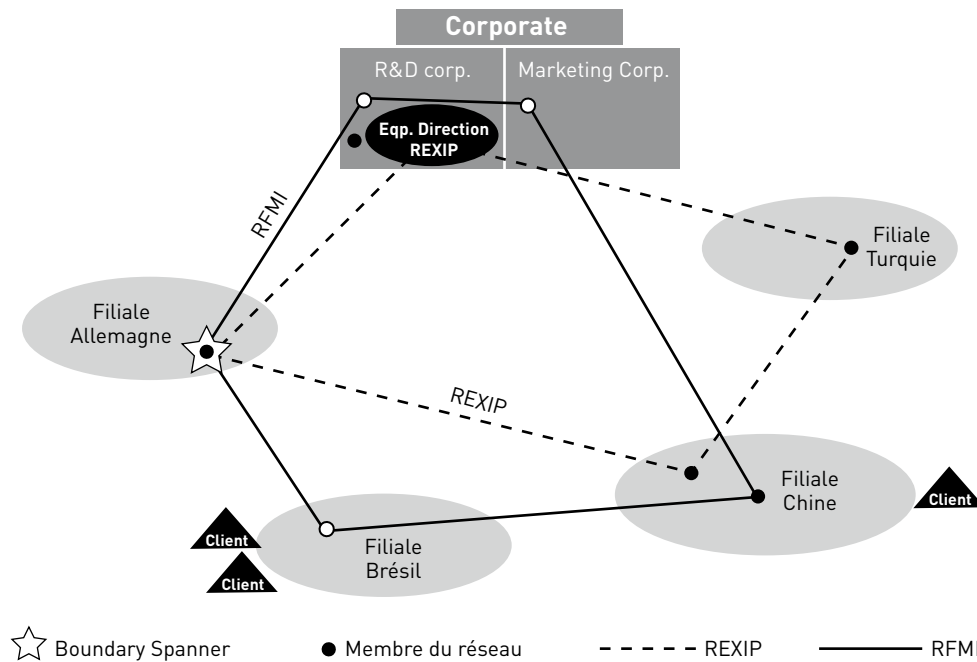 Corporate
R&D corp.
Marketing Corp.
Eqp. Direction
REXIP
RFMI
Filiale
Turquie
Filiale
Allemagne
REXIP
Filiale
Chine
Client
Client
Filiale
Brésil
Client
Boundary Spanner
Membre du réseau
REXIP
RFM